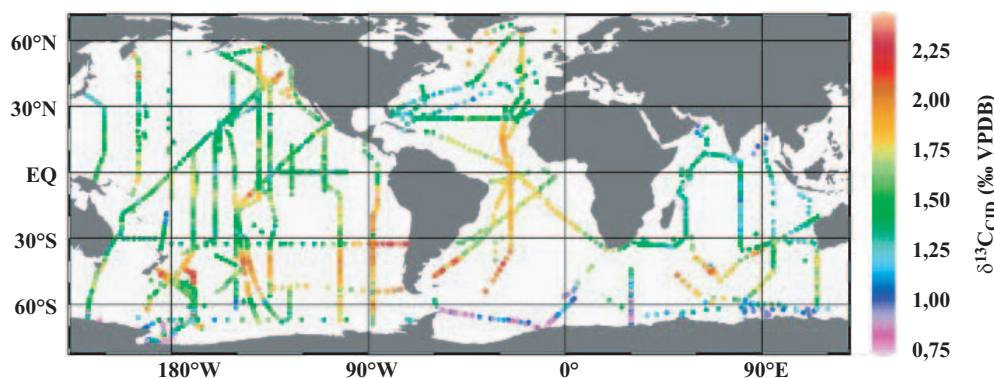 60°N
30°N
EQ
30°S
60°S
180°W 90°W 0° 90°E
2,25
2,00
1,75
1,50
1,25
1,00
0,75
δ¹³C_CID (‰ VPDB)